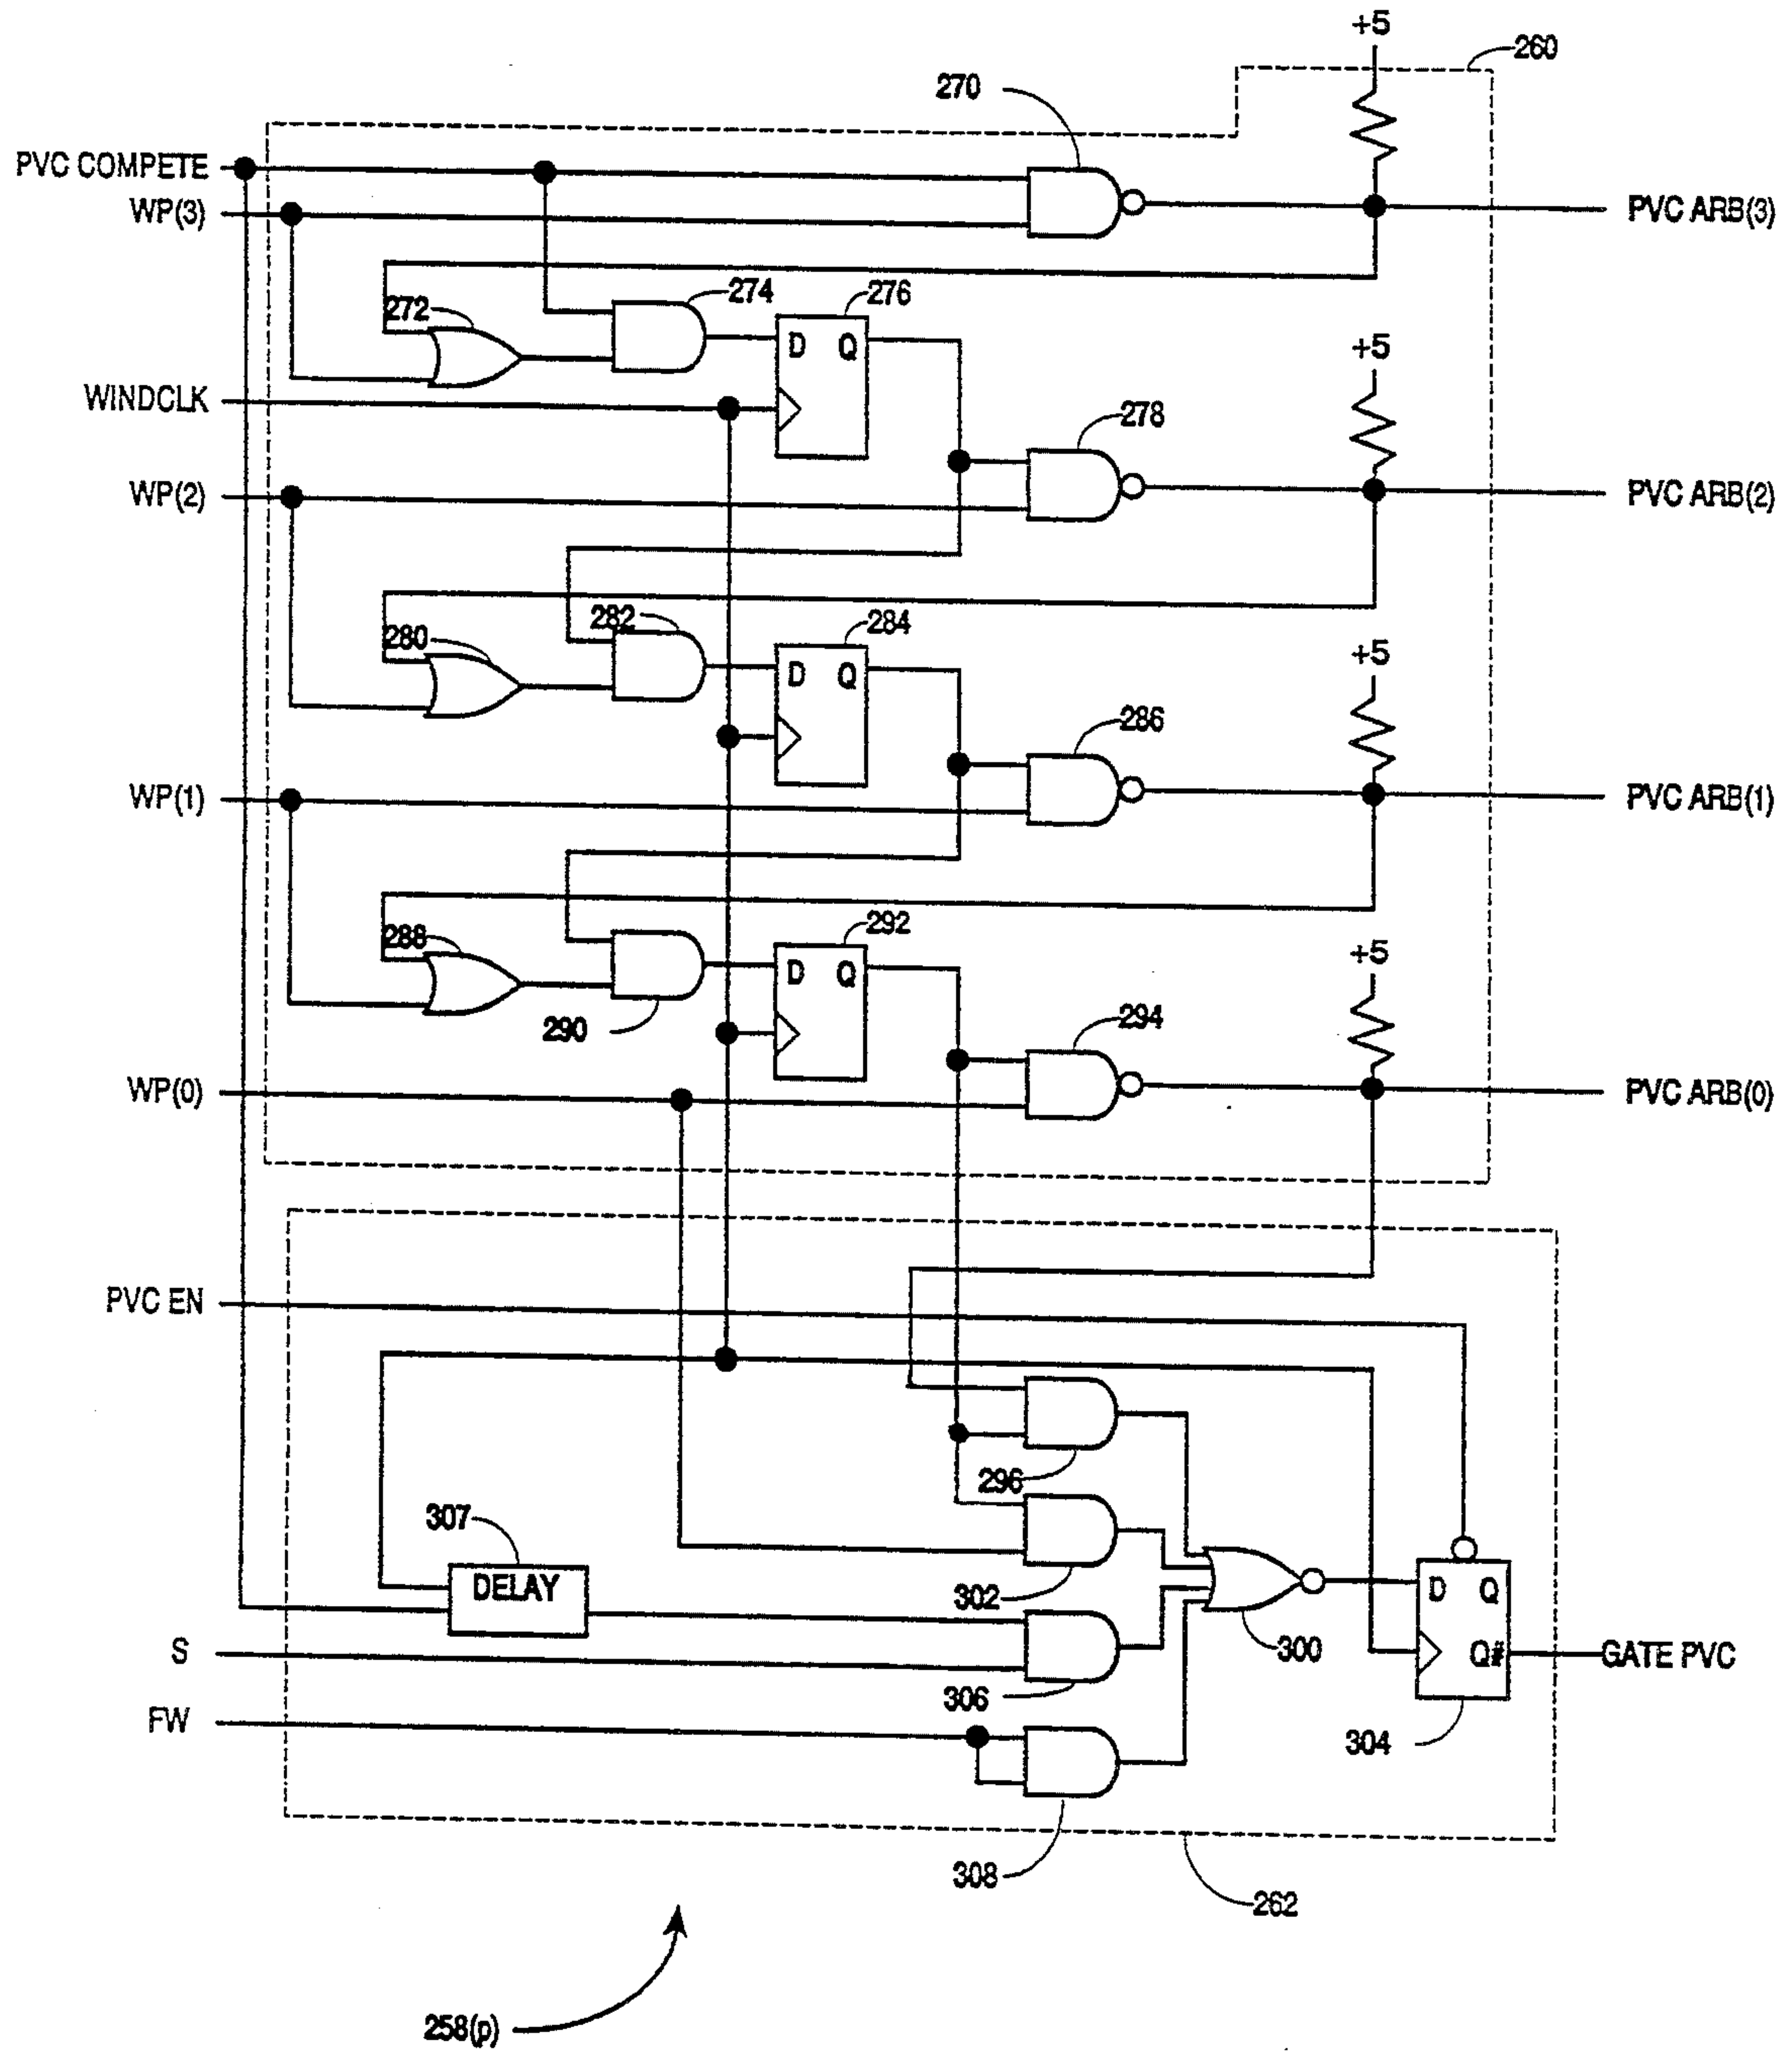 +5
260
270
PVC COMPETE
WP(3)
PVC ARB(3)
274
276
272
D Q
+5
WINDCLK
278
WP(2)
PVC ARB(2)
282
284
280
D Q
+5
286
WP(1)
PVC ARB(1)
292
288
D Q
+5
290
294
WP(0)
PVC ARB(0)
PVC EN
296
307
DELAY
302
D Q
S
306
300
Q#
GATE PVC
FW
304
308
262
258(p)